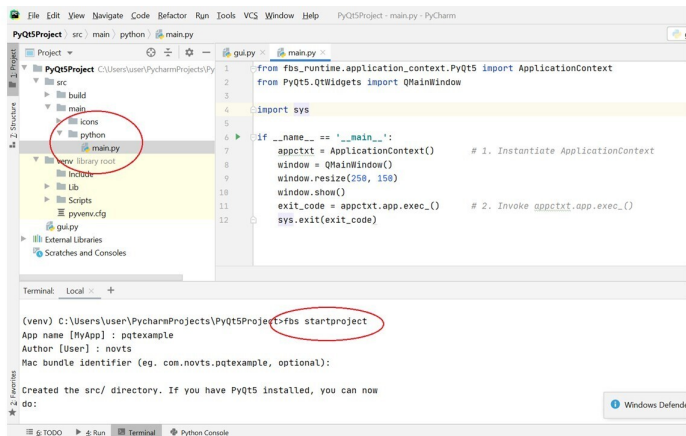 File Edit View Navigate Code Refactor Run Tools VCS Window Help PyQt5Project - main.py - PyCharm
PyQt5Project main python main.py
1: Project
Project
gui.py main.py
PyQt5Project C:\Users\user\PycharmProjects\Py
src
build
main
icons
python
main.py
venv library root
Include
Lib
Scripts
pyvenv.cfg
gui.py
External Libraries
Scratches and Consoles
Z: Structure
1 from fbs_runtime.application_context.PyQt5 import ApplicationContext
2 from PyQt5.QtWidgets import QMainWindow
3
4 import sys
5
6 if __name__ == '__main__':
7 appctxt = ApplicationContext() # 1. Instantiate ApplicationContext
8 window = QMainWindow()
9 window.resize(250, 150)
10 window.show()
11 exit_code = appctxt.app.exec_() # 2. Invoke appctxt.app.exec_()
12 sys.exit(exit_code)
Terminal: Local +
(venv) C:\Users\user\PycharmProjects\PyQt5Project>fbs startproject
App name [MyApp] : pqtexample
Author [User] : novts
Mac bundle identifier (eg. com.novts.pqtexample, optional):
Created the src/ directory. If you have PyQt5 installed, you can now
do:
2: Favorites
Windows Defende
6: TODO 4: Run Terminal Python Console